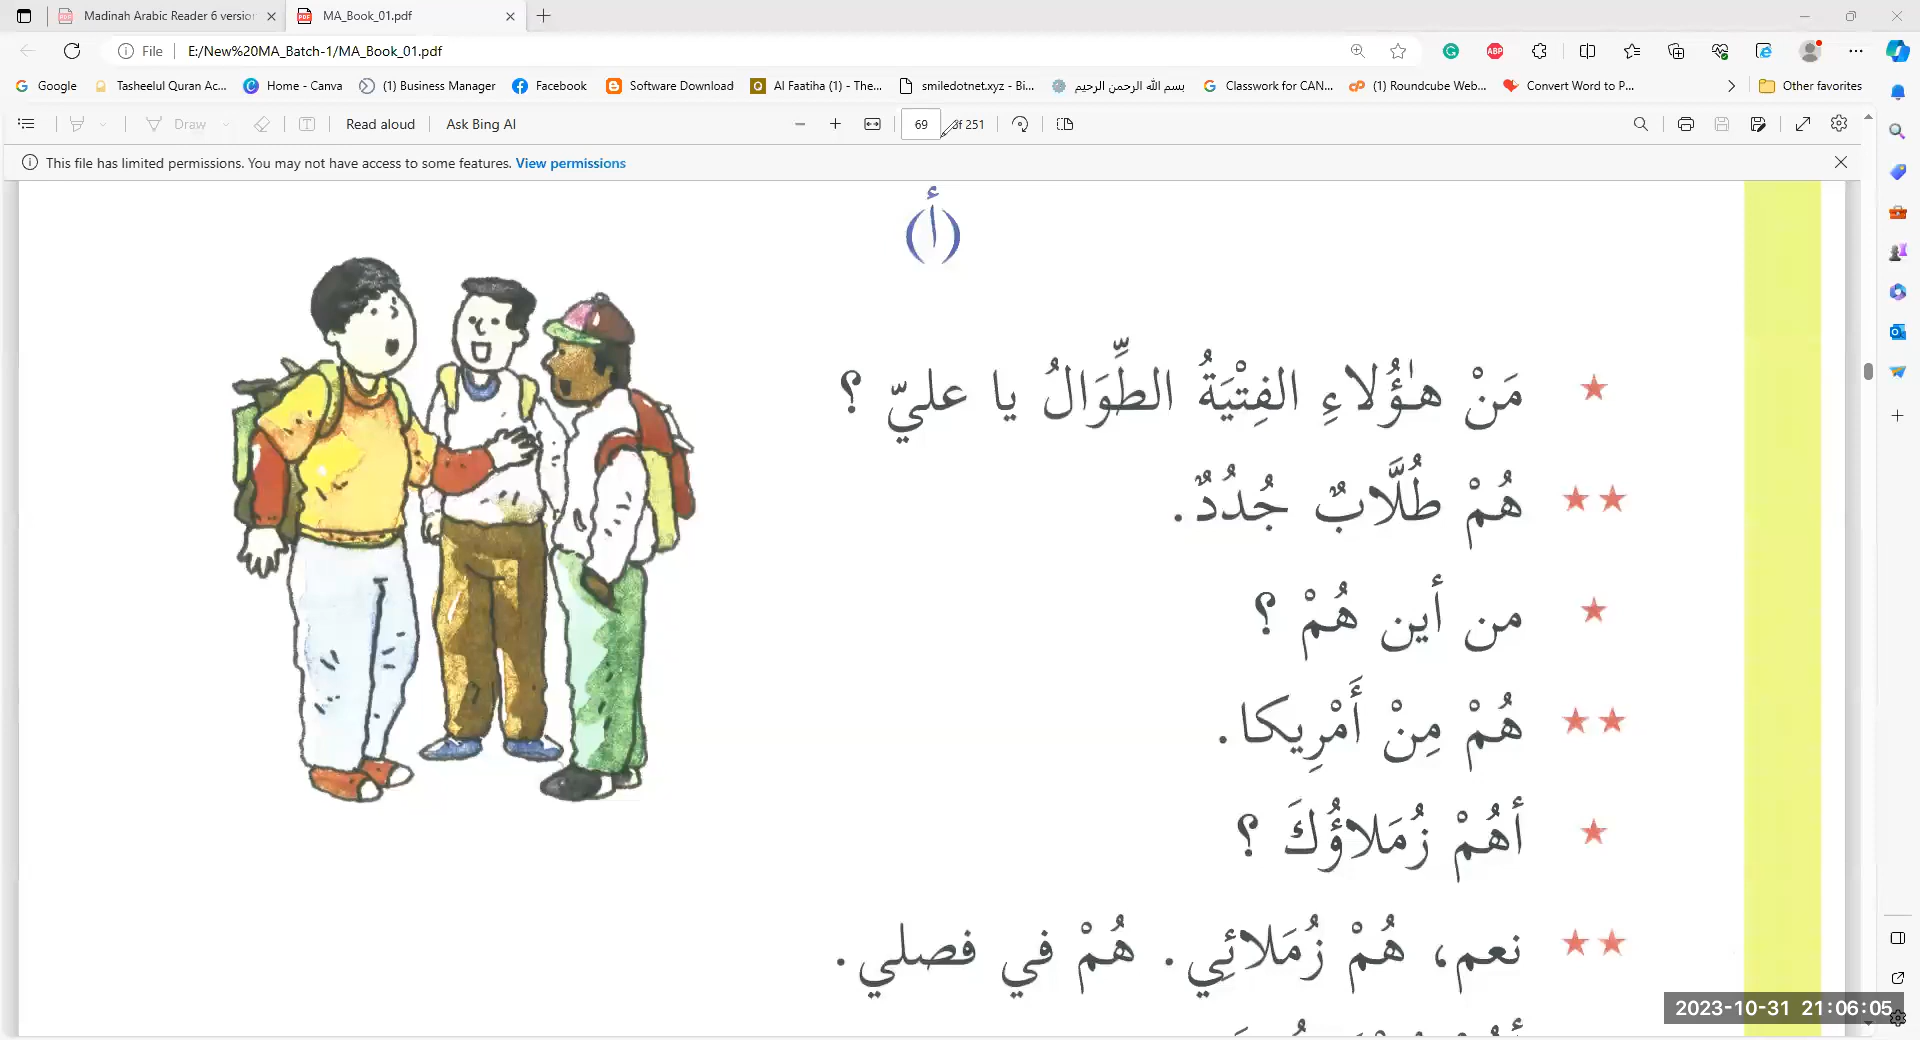 Madinah Arabic Reader 6 versio
MA_Book_01.pdf
File
E:/New%20MA_Batch-1/MA_Book_01.pdf
Google
Tasheelul Quran Ac...
Home - Canva
(1) Business Manager
Facebook
Software Download
Al Faatiha (1) - The...
smiledotnet.xyz - Bi...
بسم الله الرحمن الرحيم
Classwork for CAN...
(1) Roundcube Web...
Convert Word to P...
Other favorites
Draw
Read aloud
Ask Bing AI
69
of 251
This file has limited permissions. You may not have access to some features. View permissions
(أ)
مَنْ هٰؤُلاءِ الفِتْيَةُ الطِّوَالُ يا عليّ ؟
هُمْ طُلَّابٌ جُدُدٌ.
من أين هُمْ ؟
هُمْ مِنْ أَمْرِيكا.
أهُمْ زُمَلاؤُكَ ؟
نعم، هُمْ زُمَلائِي. هُمْ في فصلي.
2023-10-31 21:06:05